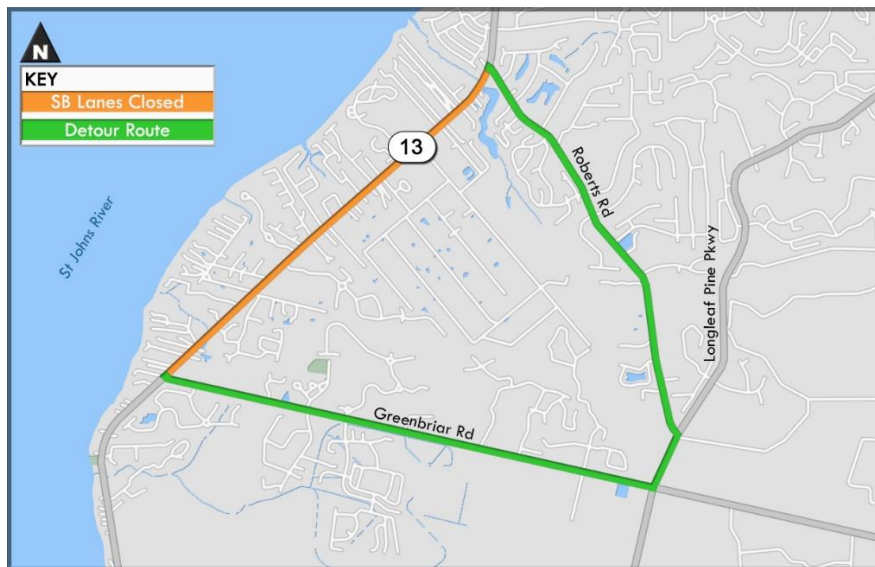 N
KEY
SB Lanes Closed
Detour Route
13
Roberts Rd
St Johns River
Longleaf Pine Pkwy
Greenbriar Rd